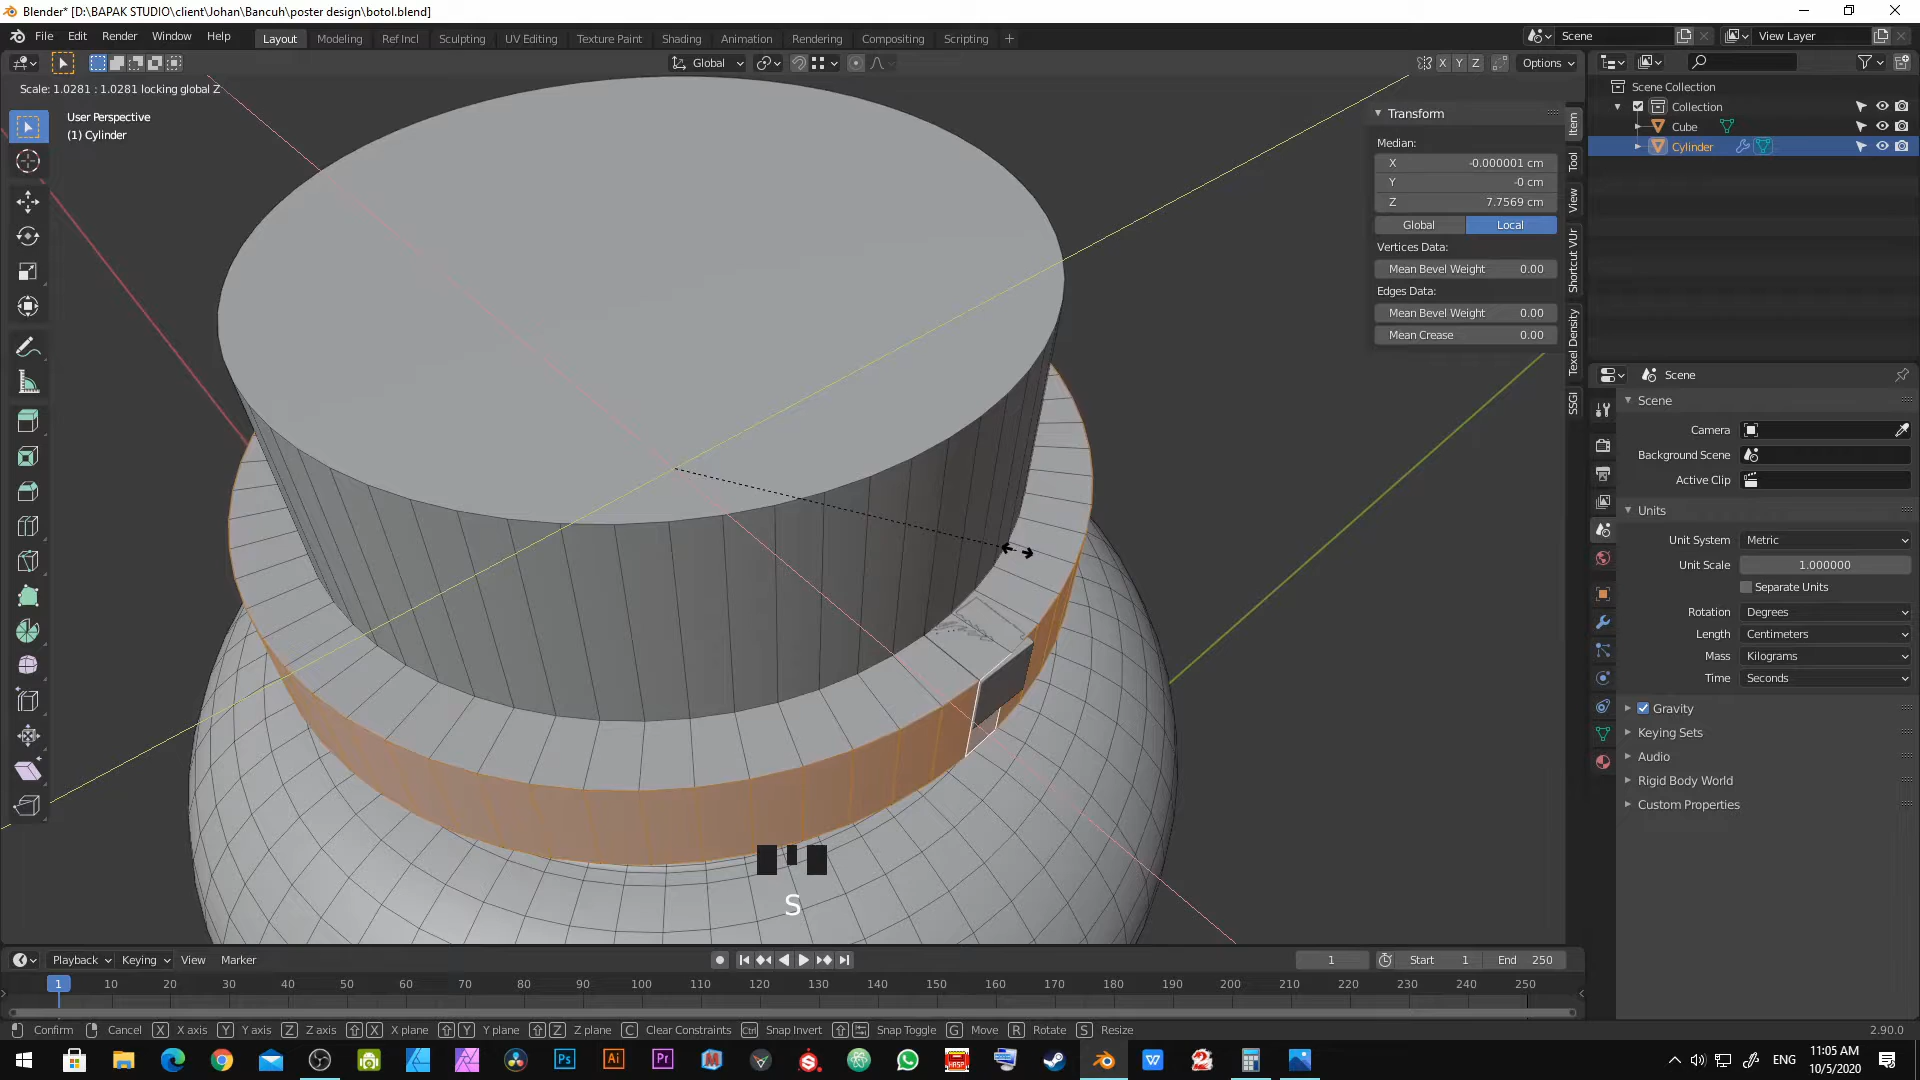 Blender* [D:\BAPAK STUDIO\client\Johan\Bancuh\poster design\botol.blend]
File Edit Render Window Help
Layout Modeling Ref Incl Sculpting UV Editing Texture Paint Shading Animation Rendering Compositing Scripting +
Scene
View Layer
Global
X Y Z
Options
Scale: 1.0281 : 1.0281 locking global Z
User Perspective
(1) Cylinder
Transform
Median:
X -0.000001 cm
Y -0 cm
Z 7.7569 cm
Global Local
Vertices Data:
Mean Bevel Weight 0.00
Edges Data:
Mean Bevel Weight 0.00
Mean Crease 0.00
Item
Tool
View
Shortcut VUr
Texel Density
SSGI
Scene Collection
Collection
Cube
Cylinder
Scene
Scene
Camera
Background Scene
Active Clip
Units
Unit System Metric
Unit Scale 1.000000
Separate Units
Rotation Degrees
Length Centimeters
Mass Kilograms
Time Seconds
Gravity
Keying Sets
Audio
Rigid Body World
Custom Properties
S
Playback Keying View Marker
1 Start 1 End 250
1 10 20 30 40 50 60 70 80 90 100 110 120 130 140 150 160 170 180 190 200 210 220 230 240 250
Confirm Cancel X X axis Y Y axis Z Z axis X X plane Y Y plane Z Z plane C Clear Constraints Ctrl Snap Invert Snap Toggle G Move R Rotate S Resize
2.90.0
Ps Ai Pr
ENG
11:05 AM
10/5/2020